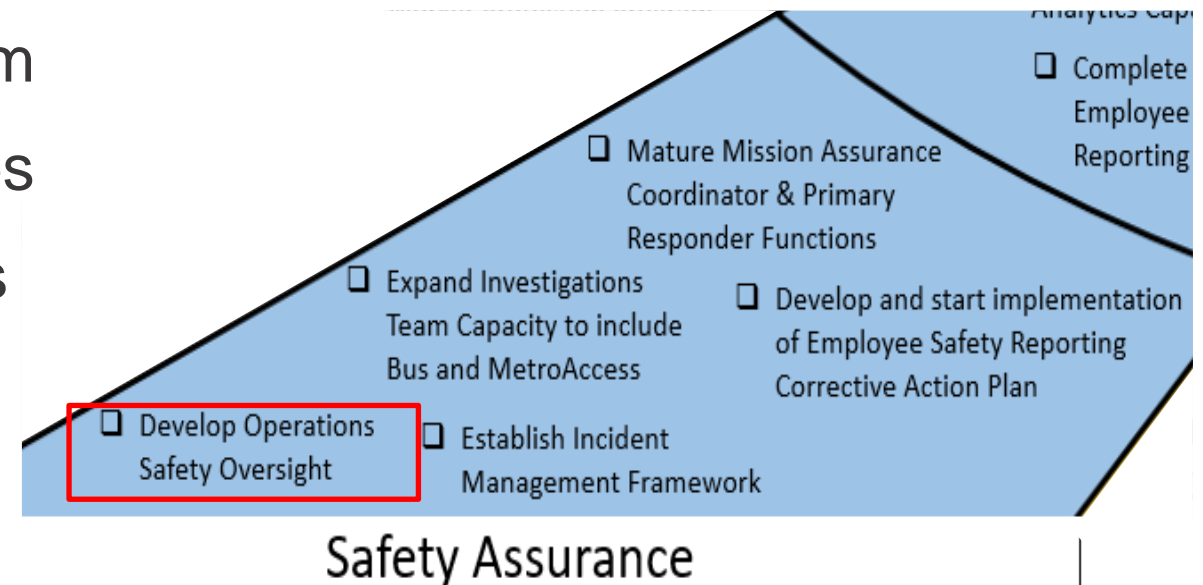 Complete
Employee
Reporting
❑ Mature Mission Assurance
Coordinator & Primary
Responder Functions
❑ Expand Investigations
Team Capacity to include
Bus and MetroAccess
❑ Develop and start implementation
of Employee Safety Reporting
Corrective Action Plan
❑ Develop Operations
Safety Oversight
❑ Establish Incident
Management Framework
Safety Assurance